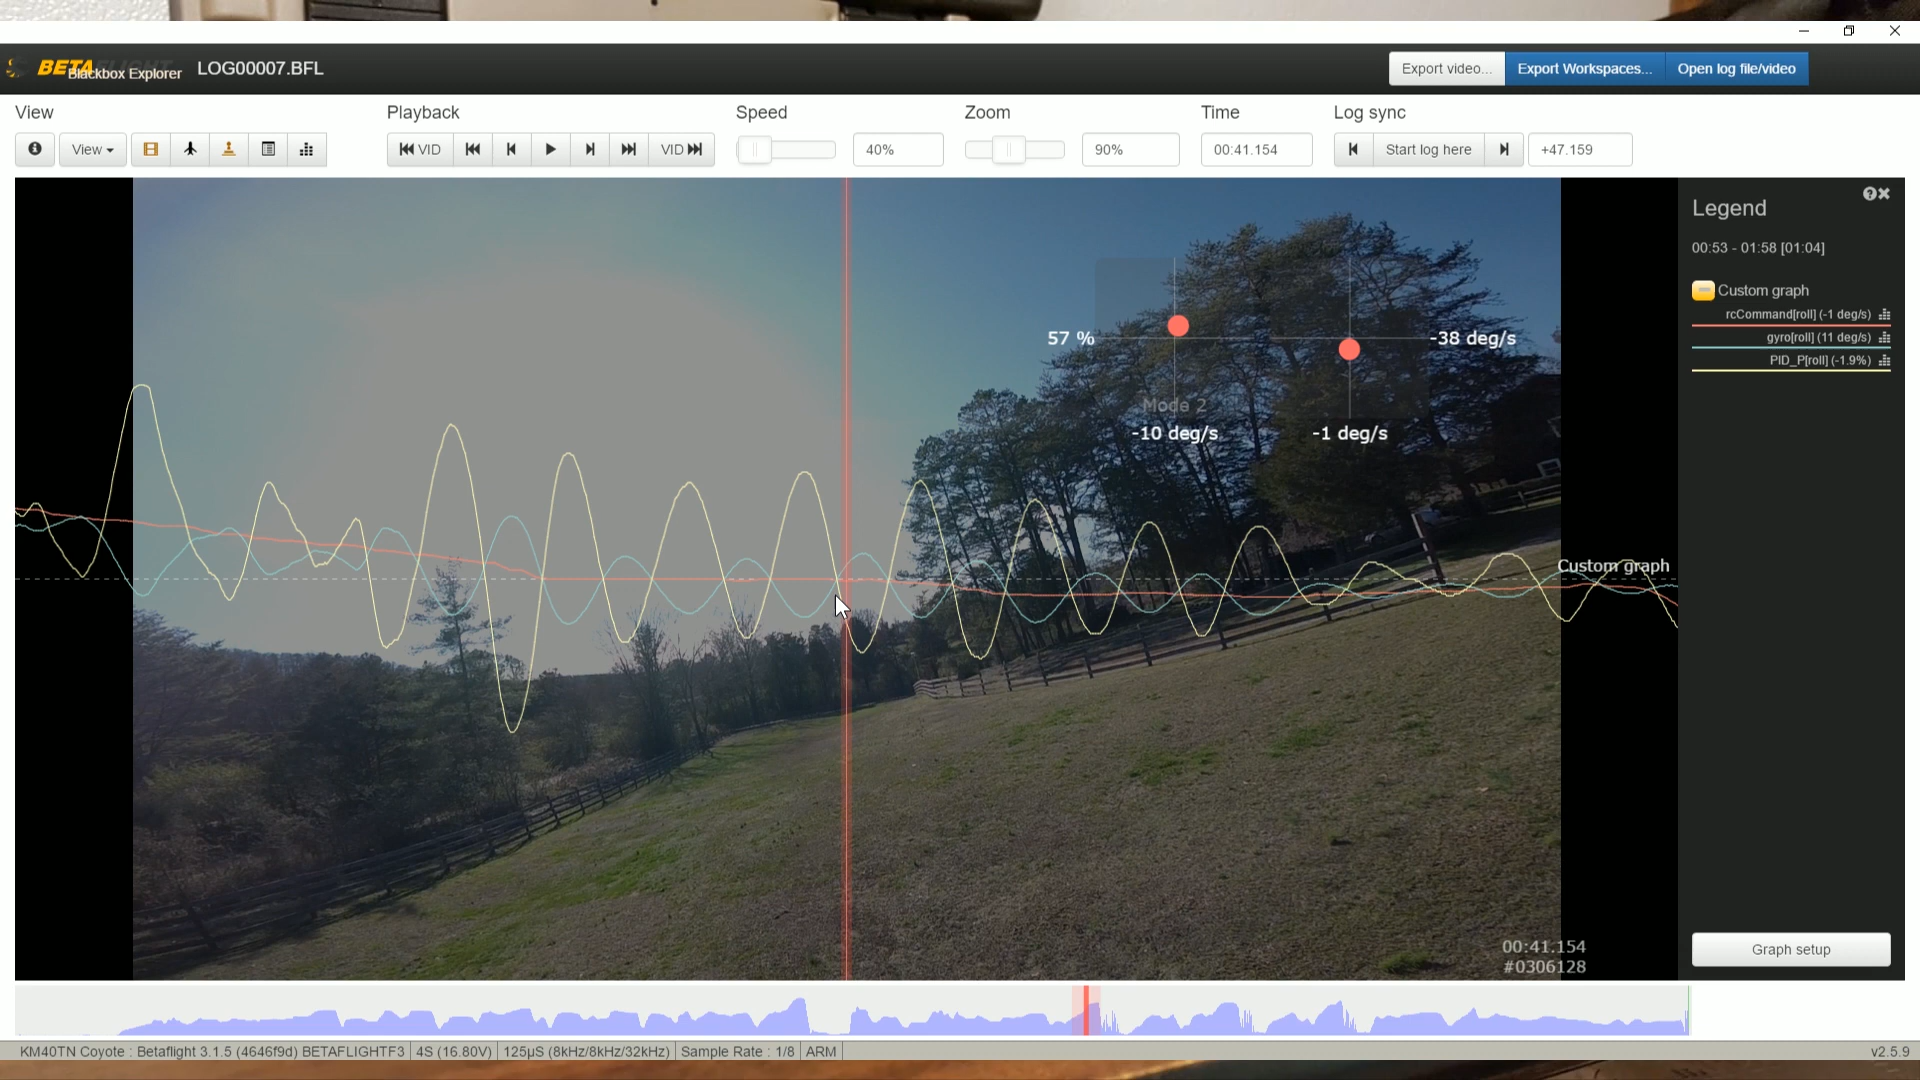 BETAFLIGHT
Blackbox Explorer
LOG00007.BFL
Export video...
Export Workspaces...
Open log file/video
View
Playback
Speed
Zoom
Time
Log sync
View
VID
VID
40%
90%
00:41.154
Start log here
+47.159
Legend
00:53 - 01:58 [01:04]
Custom graph
rcCommand[roll] (-1 deg/s)
gyro[roll] (11 deg/s)
PID_P[roll] (-1.9%)
57 %
-38 deg/s
Mode 2
-10 deg/s
-1 deg/s
Custom graph
00:41.154
#0306128
Graph setup
KM40TN Coyote : Betaflight 3.1.5 (4646f9d) BETAFLIGHTF3
4S (16.80V)
125µS (8kHz/8kHz/32kHz)
Sample Rate : 1/8
ARM
v2.5.9